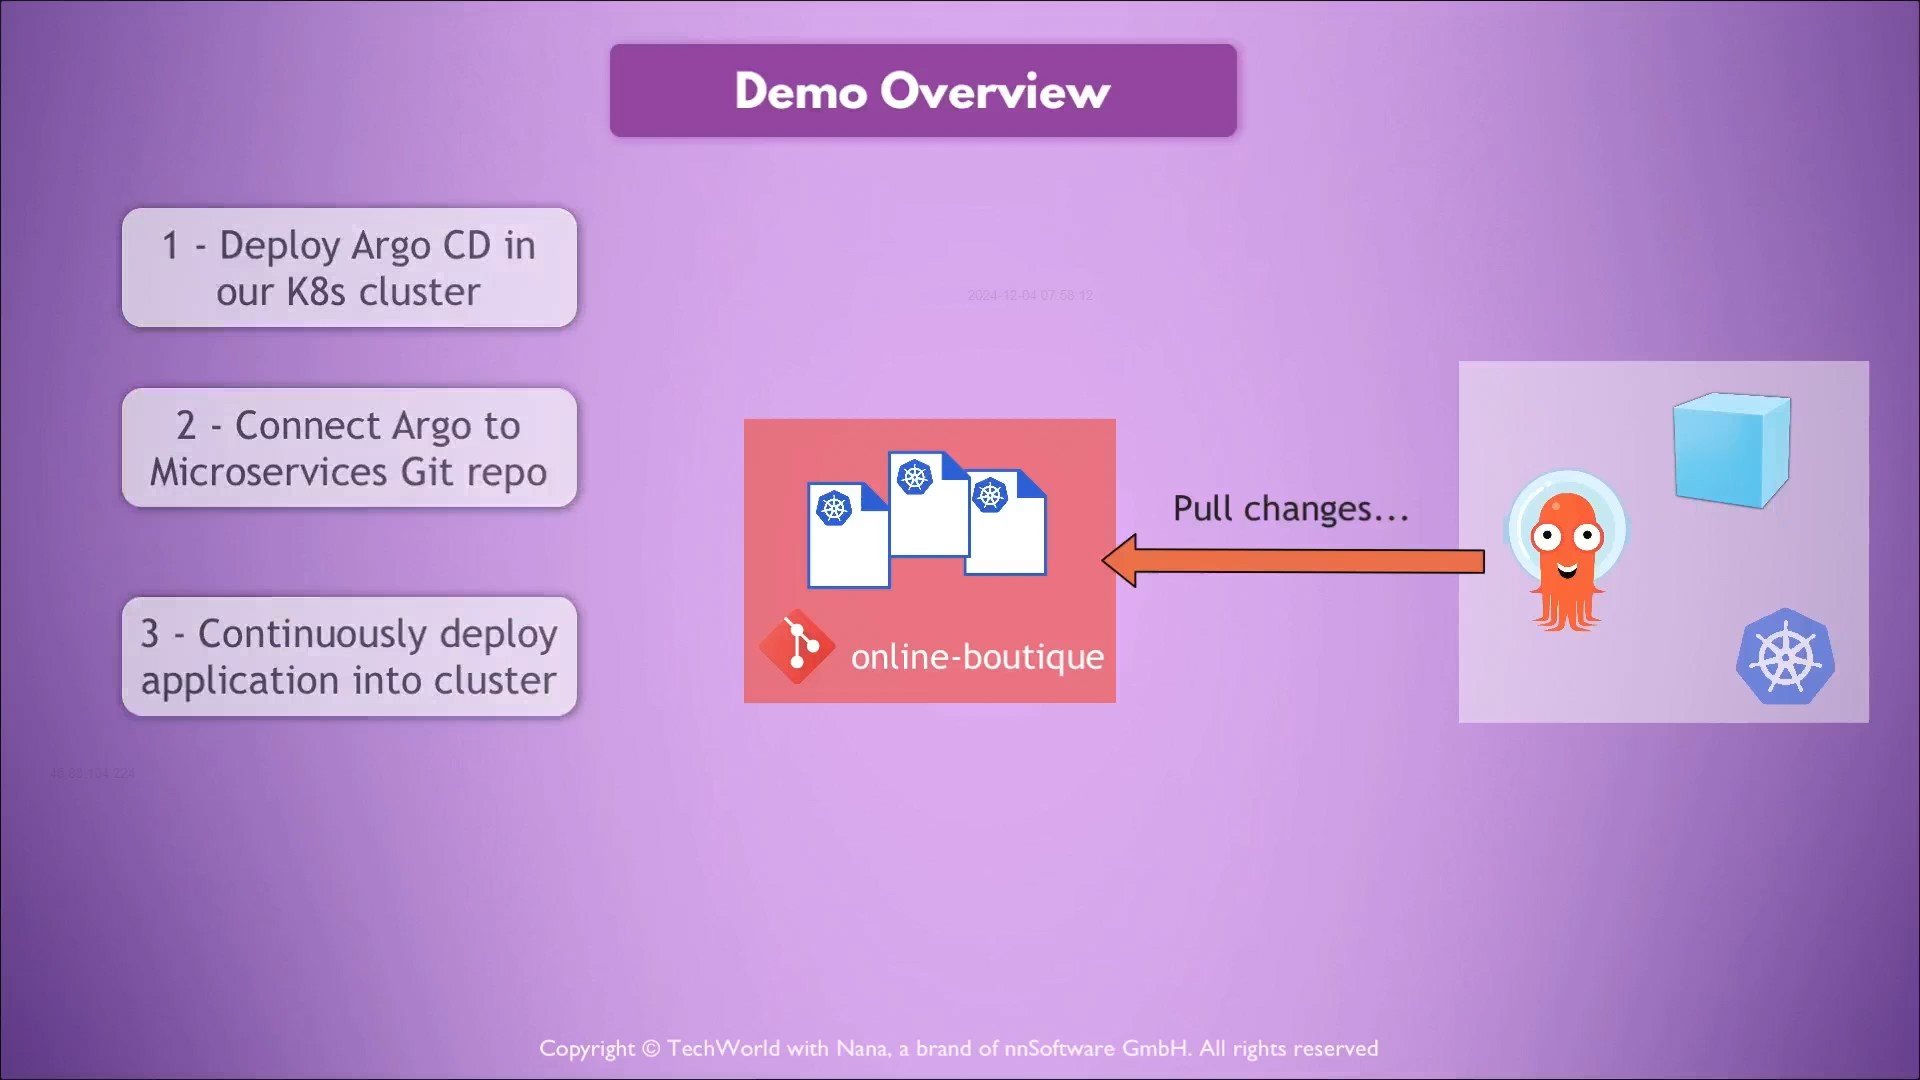 Demo Overview
1 - Deploy Argo CD in
our K8s cluster
2024-12-04 07:58:12
2 - Connect Argo to
Microservices Git repo
Pull changes...
3 - Continuously deploy
application into cluster
online-boutique
Copyright © TechWorld with Nana, a brand of nnSoftware GmbH. All rights reserved